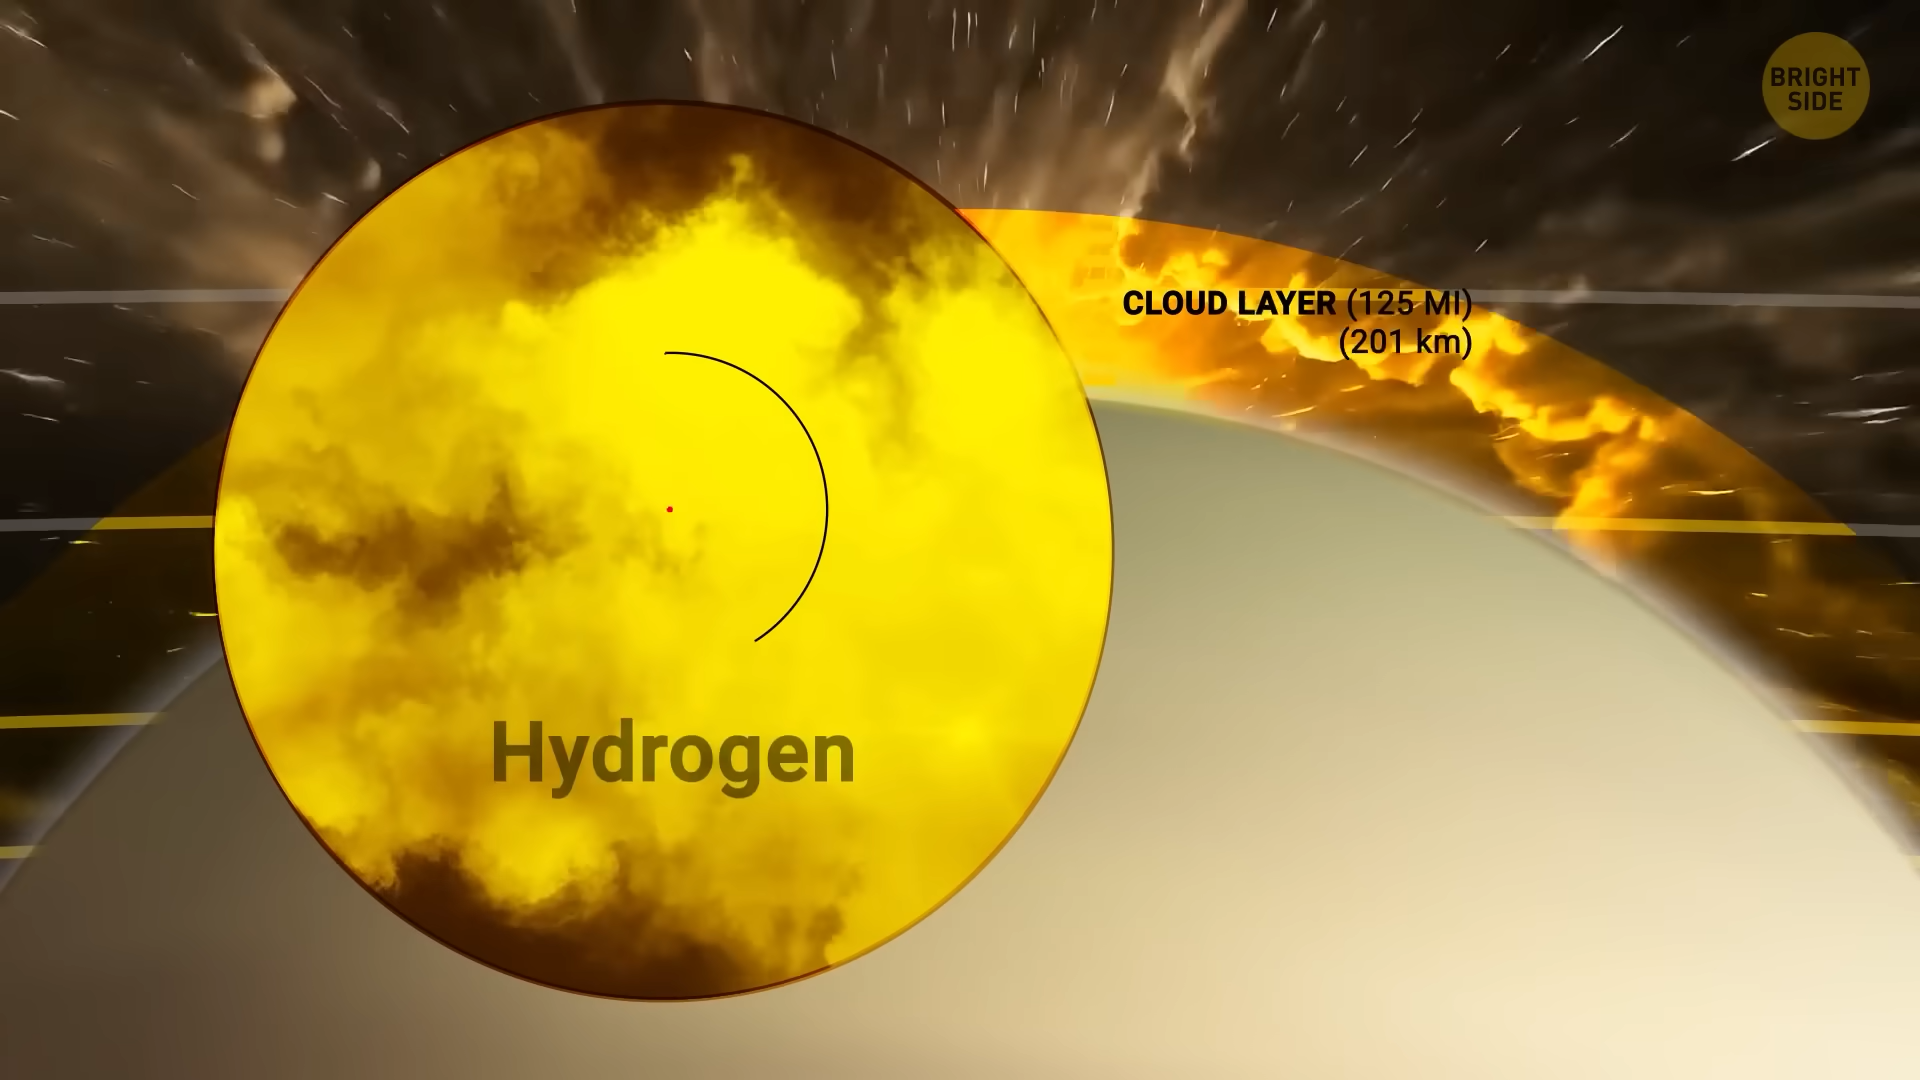 BRIGHT
SIDE
CLOUD LAYER (125 MI)
(201 km)
Hydrogen